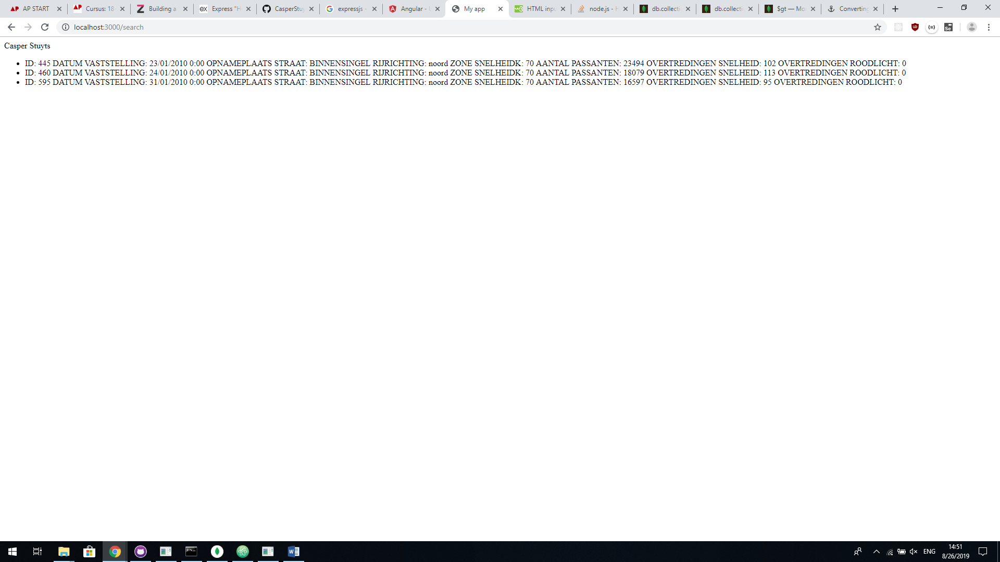 AP START
Cursus: 18
Building a
Express "H
CasperStuy
expressjs -
Angular -
My app
HTML inpu
node.js - H
db.collecti
db.collecti
$gt — Mo
Converting
localhost:3000/search
Casper Stuyts
ID: 445 DATUM VASTSTELLING: 23/01/2010 0:00 OPNAMEPLAATS STRAAT: BINNENSINGEL RIJRICHTING: noord ZONE SNELHEIDK: 70 AANTAL PASSANTEN: 23494 OVERTREDINGEN SNELHEID: 102 OVERTREDINGEN ROODLICHT: 0
ID: 460 DATUM VASTSTELLING: 24/01/2010 0:00 OPNAMEPLAATS STRAAT: BINNENSINGEL RIJRICHTING: noord ZONE SNELHEIDK: 70 AANTAL PASSANTEN: 18079 OVERTREDINGEN SNELHEID: 113 OVERTREDINGEN ROODLICHT: 0
ID: 595 DATUM VASTSTELLING: 31/01/2010 0:00 OPNAMEPLAATS STRAAT: BINNENSINGEL RIJRICHTING: noord ZONE SNELHEIDK: 70 AANTAL PASSANTEN: 16597 OVERTREDINGEN SNELHEID: 95 OVERTREDINGEN ROODLICHT: 0
ENG
14:51
8/26/2019